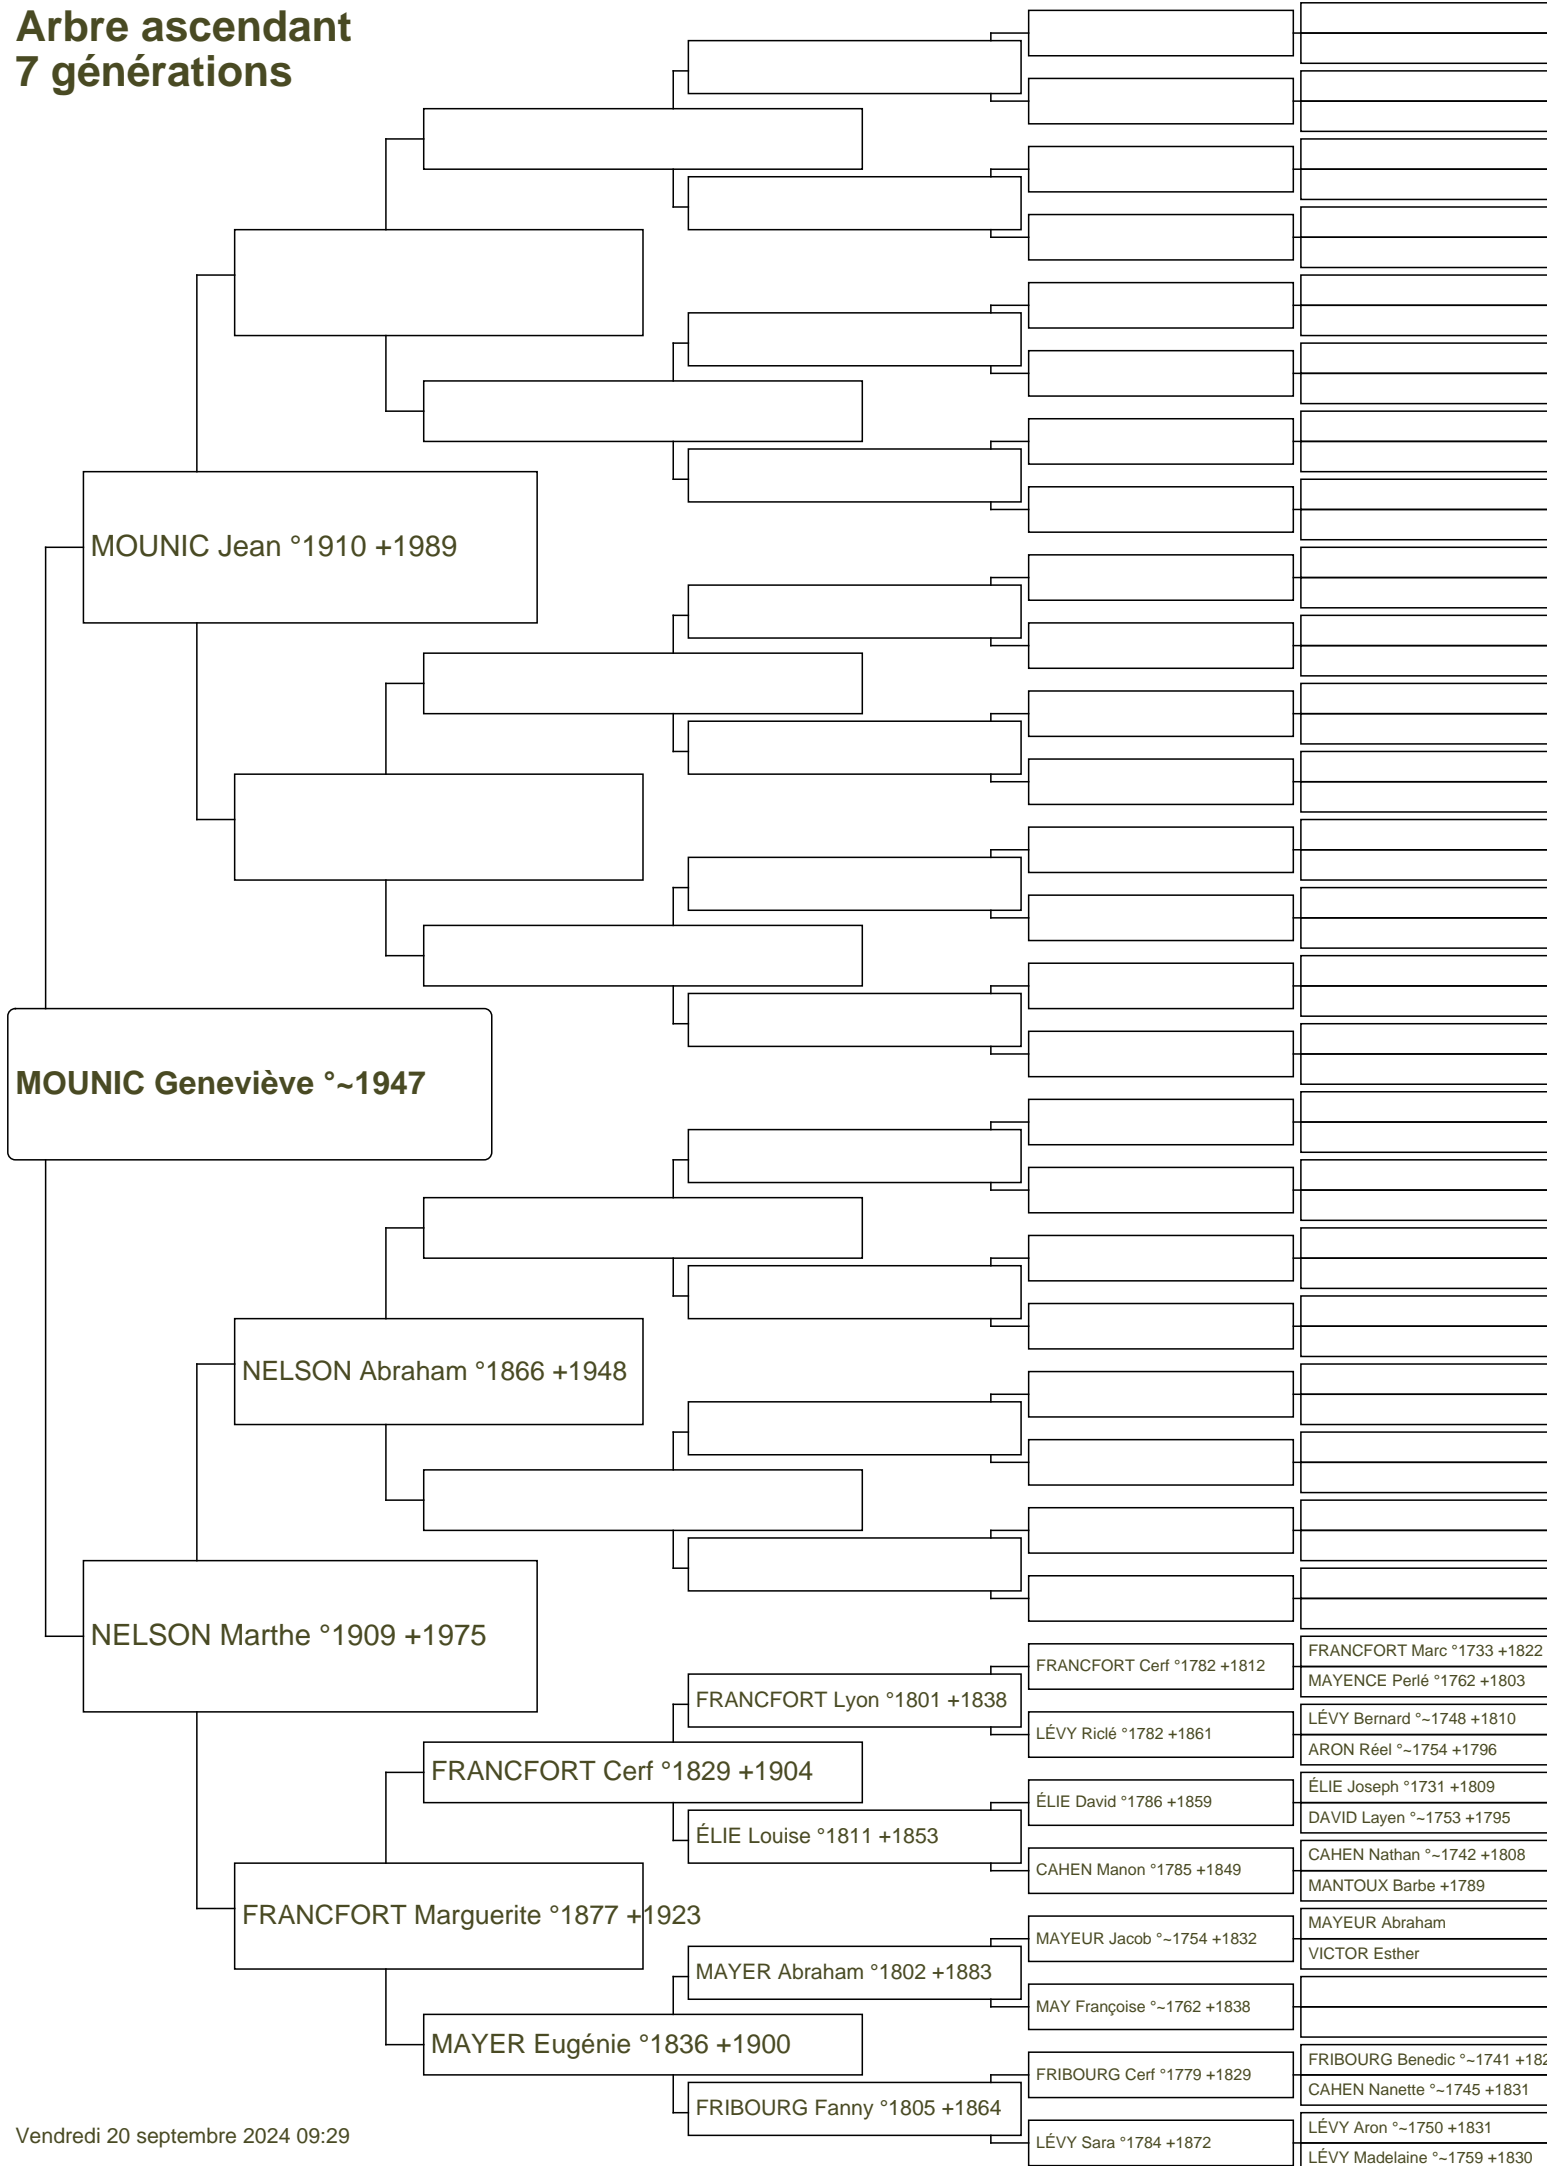 Arbre ascendant
7 générations
MOUNIC Jean °1910 +1989
MOUNIC Geneviève °~1947
NELSON Abraham °1866 +1948
NELSON Marthe °1909 +1975
FRANCFORT Marc °1733 +1822
FRANCFORT Cerf °1782 +1812
MAYENCE Perlé °1762 +1803
FRANCFORT Lyon °1801 +1838
LÉVY Bernard °~1748 +1810
LÉVY Riclé °1782 +1861
ARON Réel °~1754 +1796
FRANCFORT Cerf °1829 +1904
ÉLIE Joseph °1731 +1809
ÉLIE David °1786 +1859
DAVID Layen °~1753 +1795
ÉLIE Louise °1811 +1853
CAHEN Nathan °~1742 +1808
CAHEN Manon °1785 +1849
MANTOUX Barbe +1789
FRANCFORT Marguerite °1877 +1923
MAYEUR Abraham
MAYEUR Jacob °~1754 +1832
VICTOR Esther
MAYER Abraham °1802 +1883
MAY Françoise °~1762 +1838
MAYER Eugénie °1836 +1900
FRIBOURG Benedic °~1741
FRIBOURG Cerf °1779 +1829
CAHEN Nanette °~1745 +1831
FRIBOURG Fanny °1805 +1864
LÉVY Aron °~1750 +1831
LÉVY Sara °1784 +1872
LÉVY Madelaine °~1759 +1830
Vendredi 20 septembre 2024 09:29